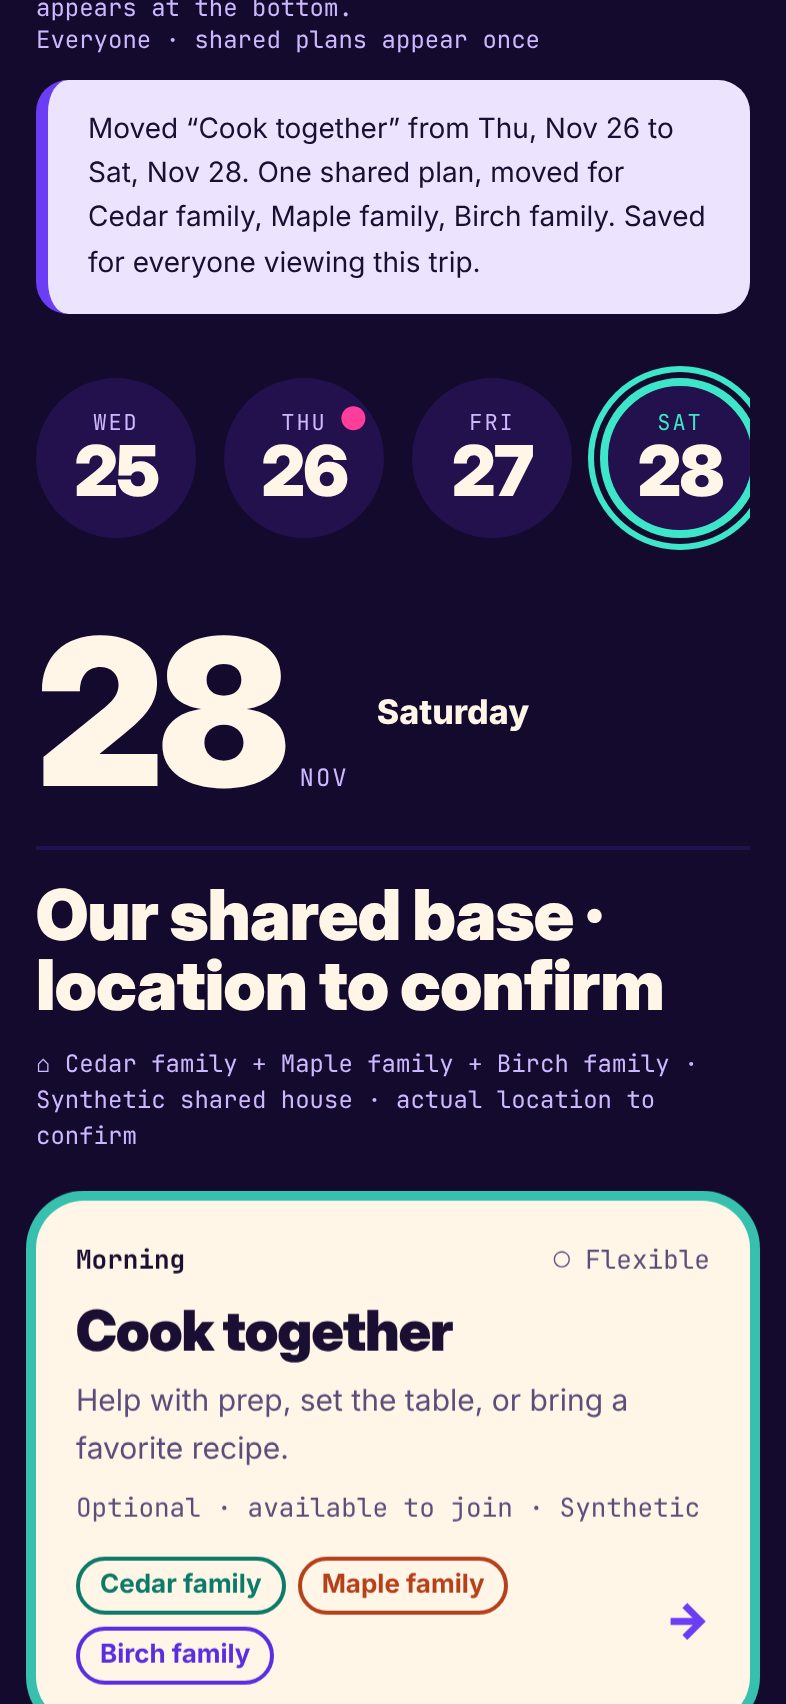 appears at the bottom.
Everyone · shared plans appear once
Moved “Cook together” from Thu, Nov 26 to
Sat, Nov 28. One shared plan, moved for
Cedar family, Maple family, Birch family. Saved
for everyone viewing this trip.
WED
25
THU
26
FRI
27
SAT
28
28 NOV
Saturday
Our shared base ·
location to confirm
⌂ Cedar family + Maple family + Birch family ·
Synthetic shared house · actual location to
confirm
Morning
○ Flexible
Cook together
Help with prep, set the table, or bring a
favorite recipe.
Optional · available to join · Synthetic
Cedar family
Maple family
Birch family
→